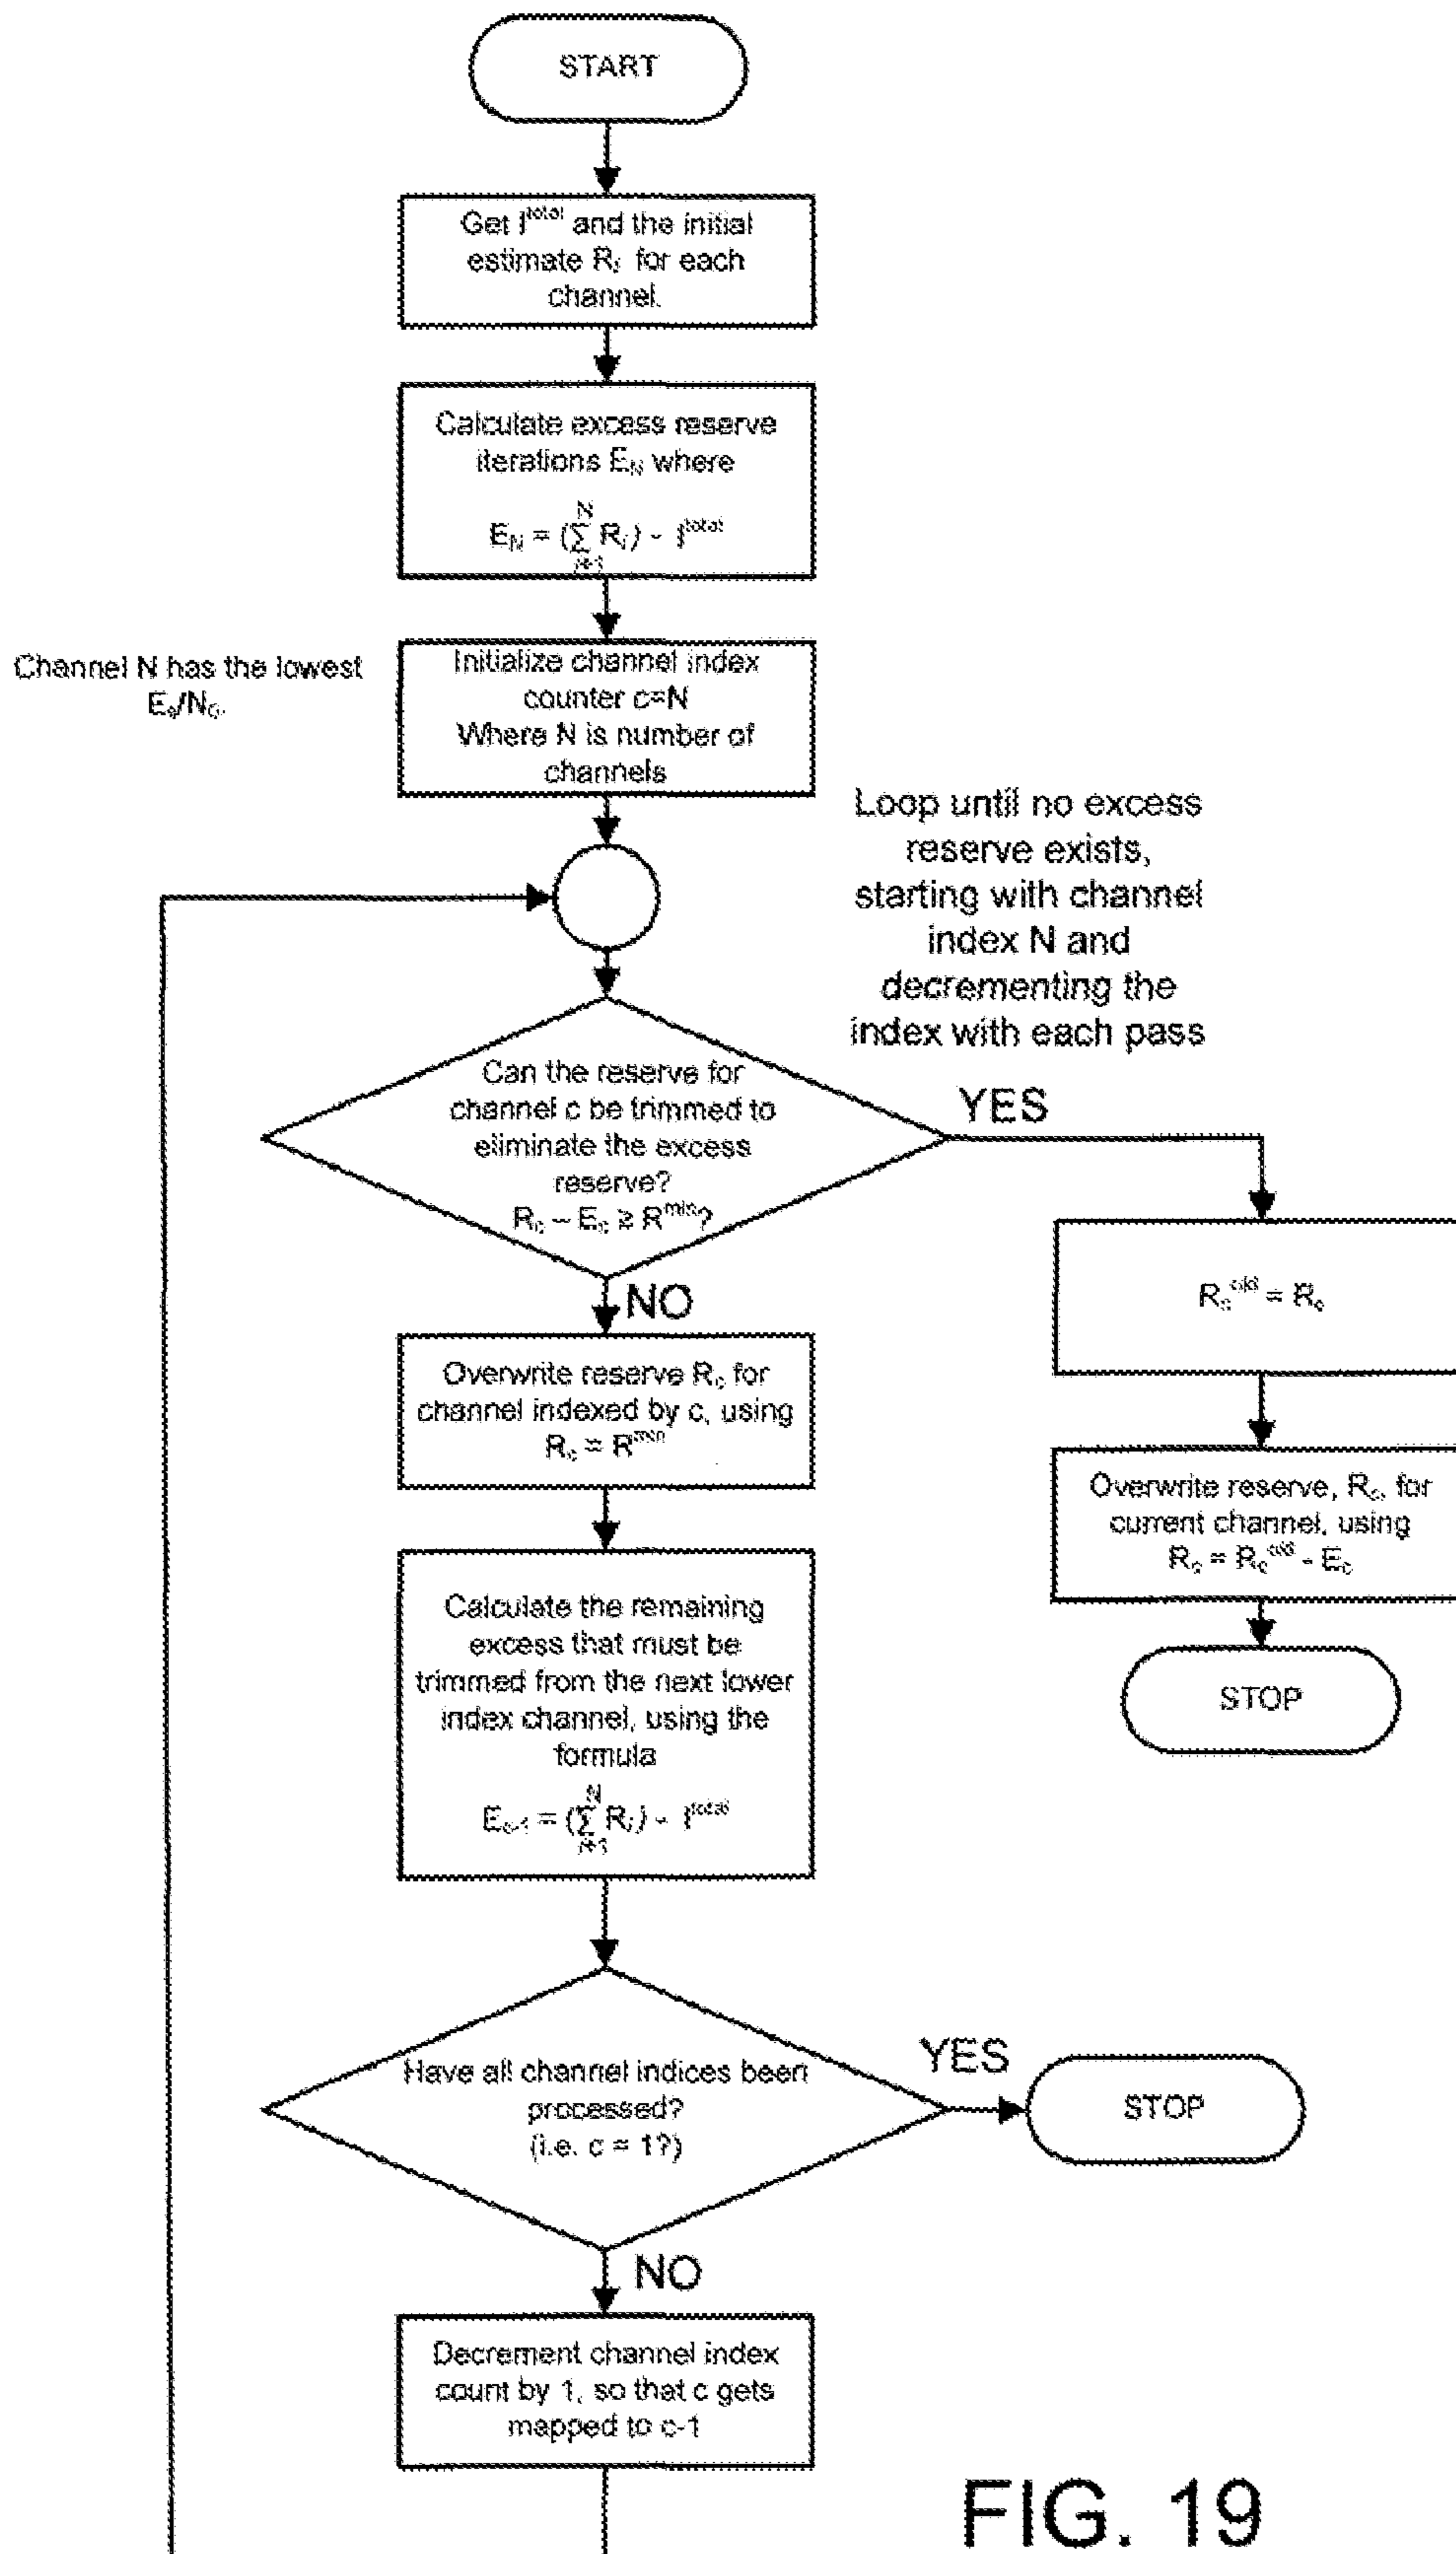 START
Get I^total and the initial
estimate R_i for each
channel.
Calculate excess reserve
iterations E_N where
N
E_N = (∑ R_i) - I^total
i=1
Channel N has the lowest
E_s/N_0.
Initialize channel index
counter c=N
Where N is number of
channels
Loop until no excess
reserve exists,
starting with channel
index N and
decrementing the
index with each pass
Can the reserve for
channel c be trimmed to
eliminate the excess
reserve?
R_c – E_c ≥ R^min?
YES
NO
R_c^old = R_c
Overwrite reserve R_c for
channel indexed by c, using
R_c = R^min
Overwrite reserve, R_c, for
current channel, using
R_c = R_c^old - E_c
STOP
Calculate the remaining
excess that must be
trimmed from the next lower
index channel, using the
formula
N
E_c-1 = (∑ R_i) - I^total
i=1
Have all channel indices been
processed?
(i.e. c = 1?)
YES
STOP
NO
Decrement channel index
count by 1, so that c gets
mapped to c-1
FIG. 19